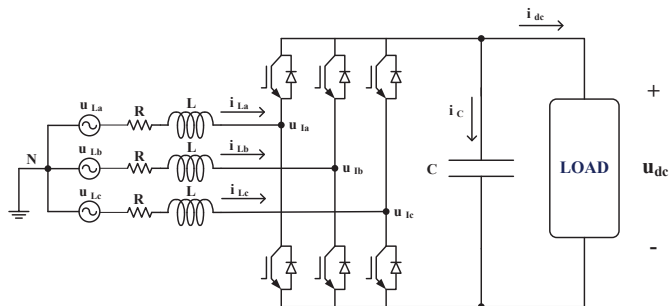 i dc
u La
R
L
i La
u Ia
+
N
u Lb
R
L
i Lb
i C
u Ib
C
LOAD
u dc
u Lc
R
L
i Lc
u Ic
-